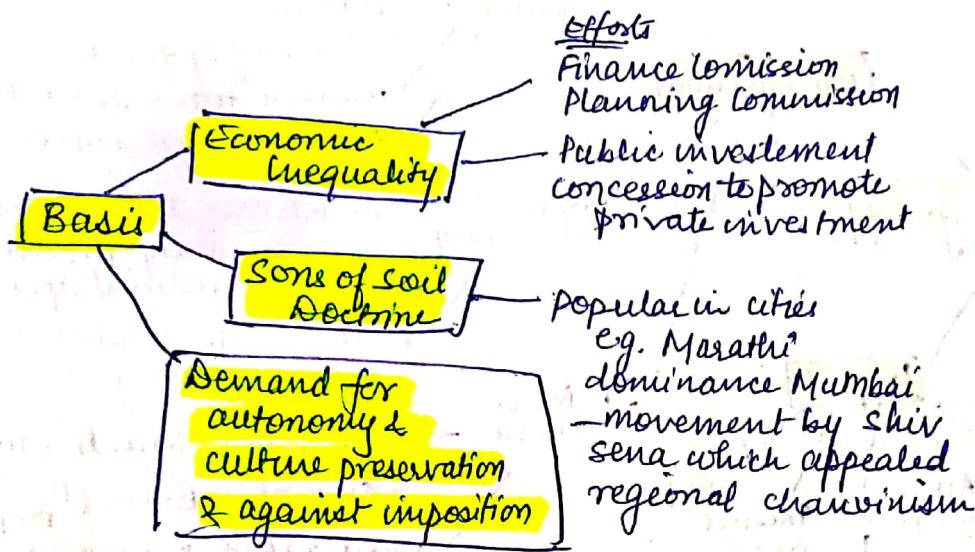 Efforts
Finance Comission
Planning Commission
Economic
Inequality
Public investement
concession to promote
private investment
Basis
Sons of Soil
Doctrine
Popular in cities
e.g. Marathi
dominance Mumbai
– movement by Shiv
sena which appealed
regional chauvinism
Demand for
autonomy &
culture preservation
& against imposition